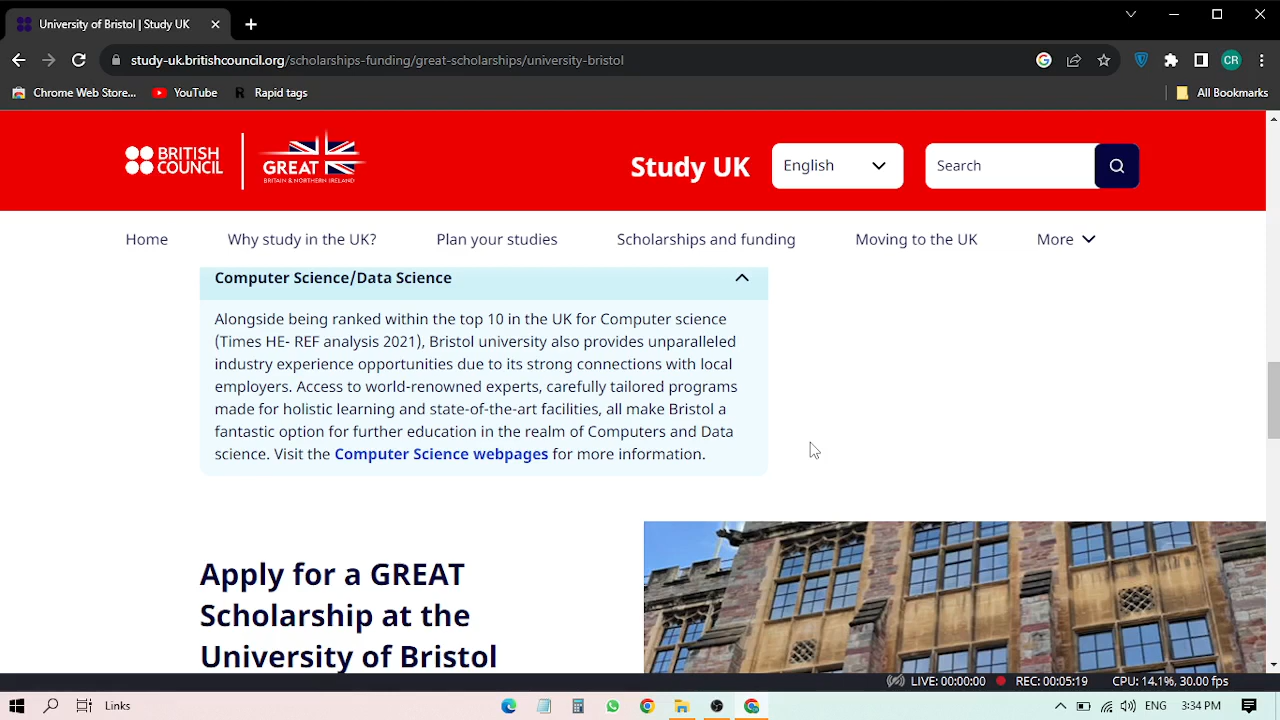 University of Bristol | Study UK
study-uk.britishcouncil.org/scholarships-funding/great-scholarships/university-bristol
CR
Chrome Web Store...
YouTube
R Rapid tags
All Bookmarks
BRITISH COUNCIL
GREAT
BRITAIN & NORTHERN IRELAND
Study UK
English
Search
Home
Why study in the UK?
Plan your studies
Scholarships and funding
Moving to the UK
More
Computer Science/Data Science
Alongside being ranked within the top 10 in the UK for Computer science
(Times HE- REF analysis 2021), Bristol university also provides unparalleled
industry experience opportunities due to its strong connections with local
employers. Access to world-renowned experts, carefully tailored programs
made for holistic learning and state-of-the-art facilities, all make Bristol a
fantastic option for further education in the realm of Computers and Data
science. Visit the Computer Science webpages for more information.
Apply for a GREAT
Scholarship at the
University of Bristol
LIVE: 00:00:00
REC: 00:05:19
CPU: 14.1%, 30.00 fps
Links
ENG
3:34 PM